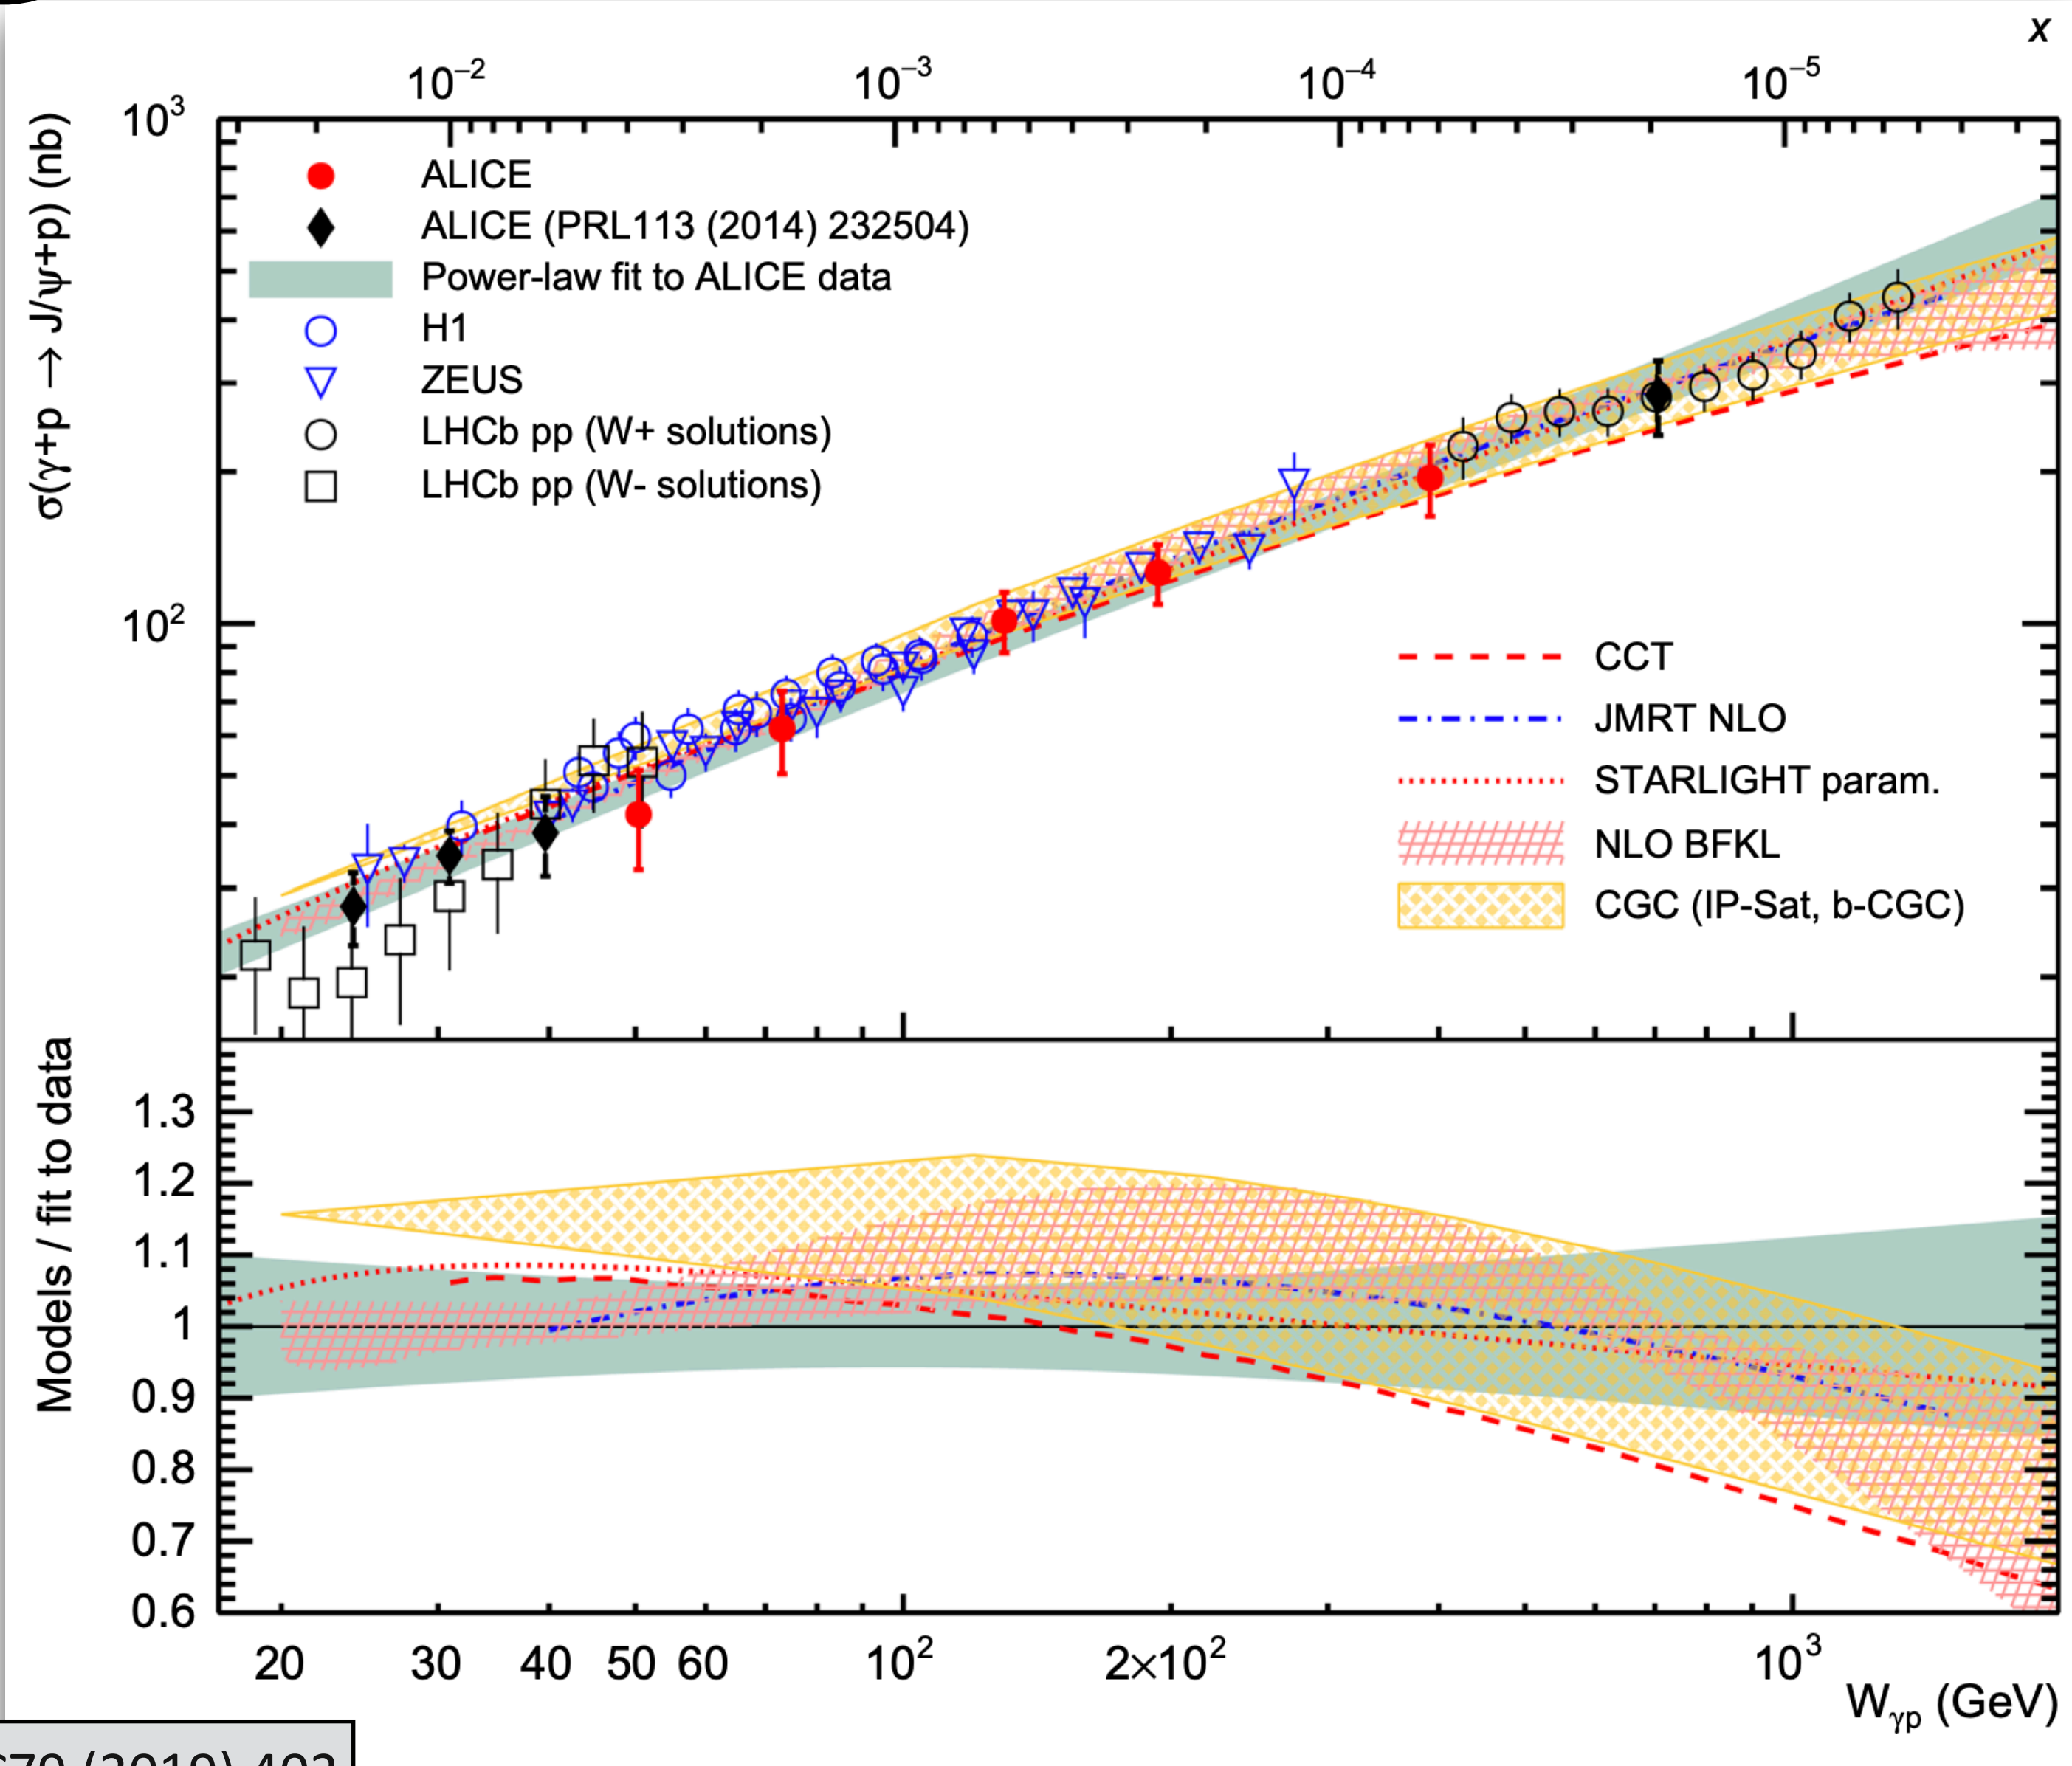 x
10⁻² 10⁻³ 10⁻⁴ 10⁻⁵
σ(γ+p → J/ψ+p) (nb)
10³
10²
ALICE
ALICE (PRL113 (2014) 232504)
Power-law fit to ALICE data
H1
ZEUS
LHCb pp (W+ solutions)
LHCb pp (W- solutions)
CCT
JMRT NLO
STARLIGHT param.
NLO BFKL
CGC (IP-Sat, b-CGC)
Models / fit to data
1.3
1.2
1.1
1
0.9
0.8
0.7
0.6
20 30 40 50 60 10² 2×10² 10³
Wγp (GeV)